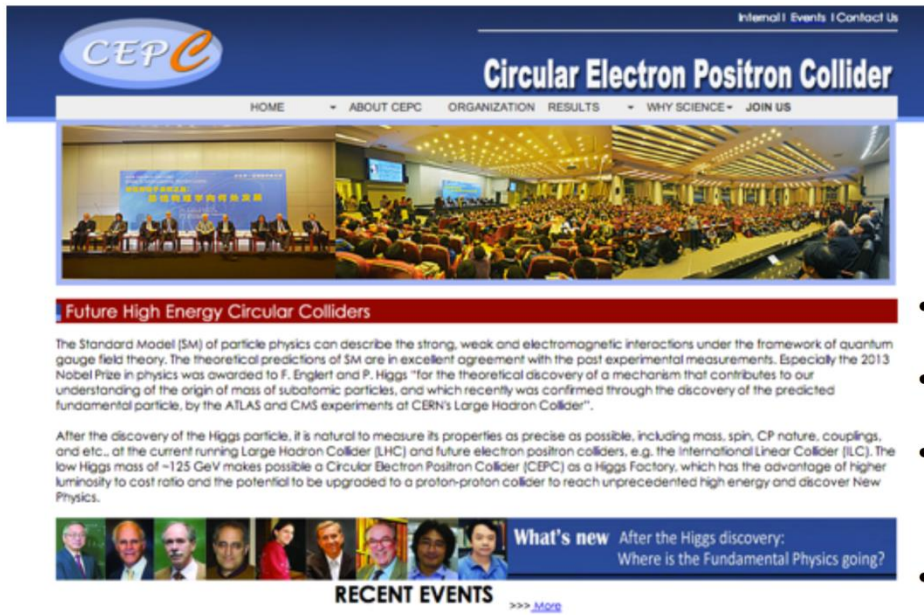 Internal I Events I Contact Us
CEPC
Circular Electron Positron Collider
HOME ABOUT CEPC ORGANIZATION RESULTS WHY SCIENCE JOIN US
Future High Energy Circular Colliders
The Standard Model (SM) of particle physics can describe the strong, weak and electromagnetic interactions under the framework of quantum
gauge field theory. The theoretical predictions of SM are in excellent agreement with the past experimental measurements. Especially the 2013
Nobel Prize in physics was awarded to F. Englert and P. Higgs "for the theoretical discovery of a mechanism that contributes to our
understanding of the origin of mass of subatomic particles, and which recently was confirmed through the discovery of the predicted
fundamental particle, by the ATLAS and CMS experiments at CERN's Large Hadron Collider".
After the discovery of the Higgs particle, it is natural to measure its properties as precise as possible, including mass, spin, CP nature, couplings,
and etc., at the current running Large Hadron Collider (LHC) and future electron positron colliders, e.g. the International Linear Collider (ILC). The
low Higgs mass of ~125 GeV makes possible a Circular Electron Positron Collider (CEPC) as a Higgs Factory, which has the advantage of higher
luminosity to cost ratio and the potential to be upgraded to a proton-proton collider to reach unprecedented high energy and discover New
Physics.
What's new After the Higgs discovery:
Where is the Fundamental Physics going?
RECENT EVENTS >>> More